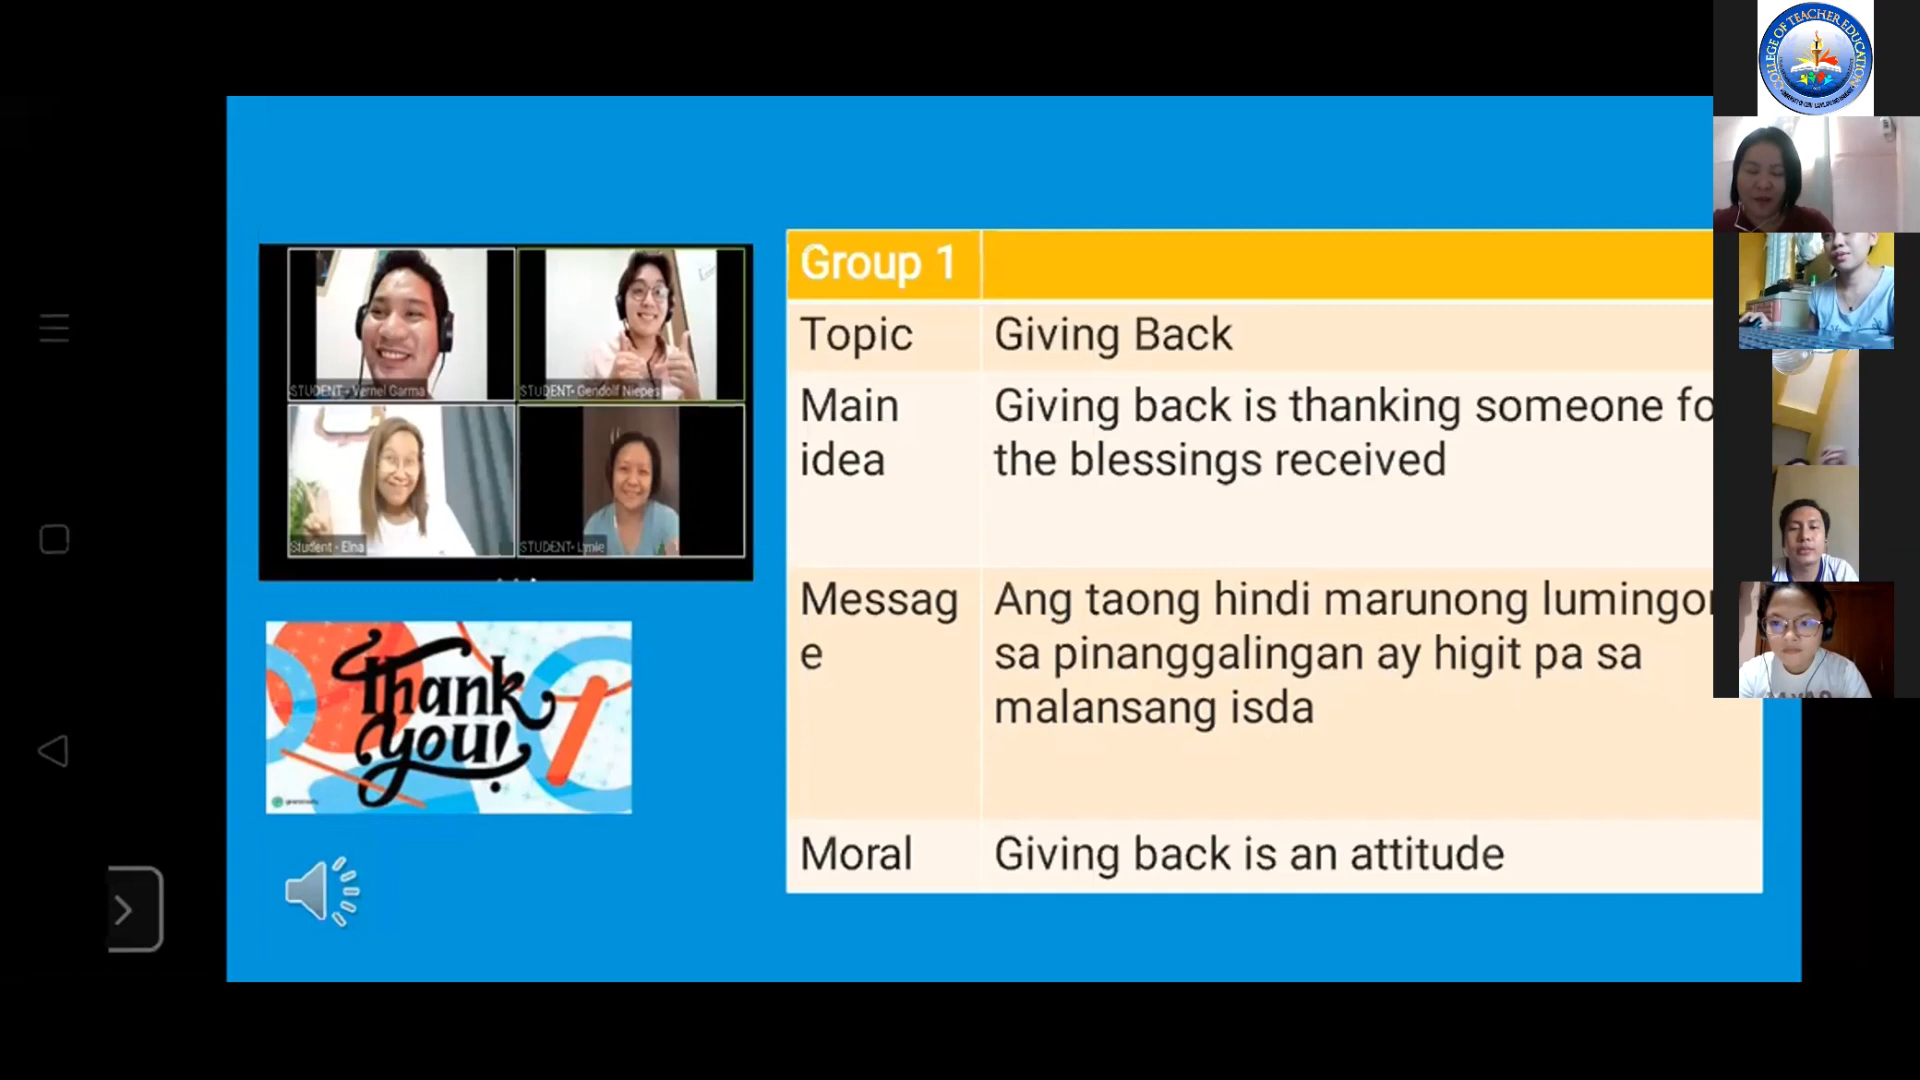 COLLEGE OF TEACHER EDUCATION
STUDENT - Vernel Garma
STUDENT- Gendolf Niepes
Student - Elna
STUDENT- Lynie
thank
you!
Group 1
Topic
Giving Back
Main
idea
Giving back is thanking someone fo
the blessings received
Messag
e
Ang taong hindi marunong lumingon
sa pinanggalingan ay higit pa sa
malansang isda
Moral
Giving back is an attitude